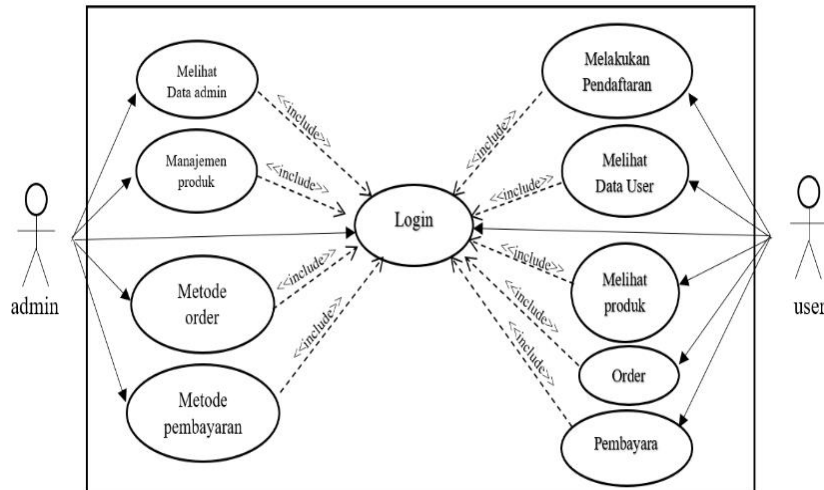 Melihat
Data admin
<<include>>
Manajemen
produk
<<include>>
Metode
order
<<include>>
Metode
pembayaran
<<include>>
admin
Login
Melakukan
Pendaftaran
<<include>>
Melihat
Data User
<<include>>
Melihat
produk
<<include>>
Order
<<include>>
Pembayara
<<include>>
user